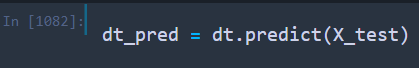 In [1082]: dt_pred = dt.predict(X_test)